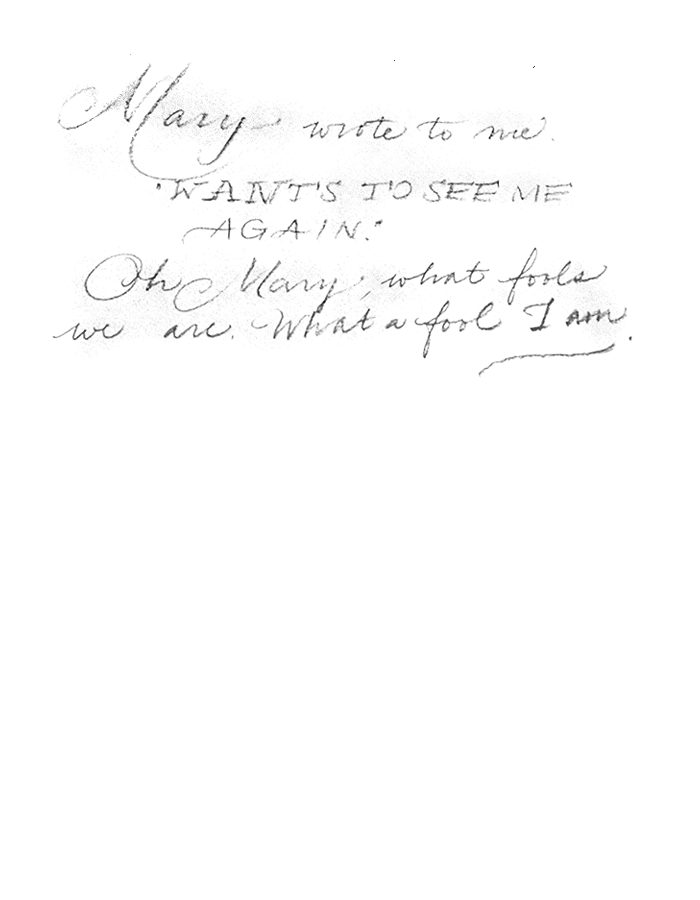 Mary wrote to me.
"WANT'S TO SEE ME
AGAIN."
Oh Mary, what fools
we are. What a fool I am.